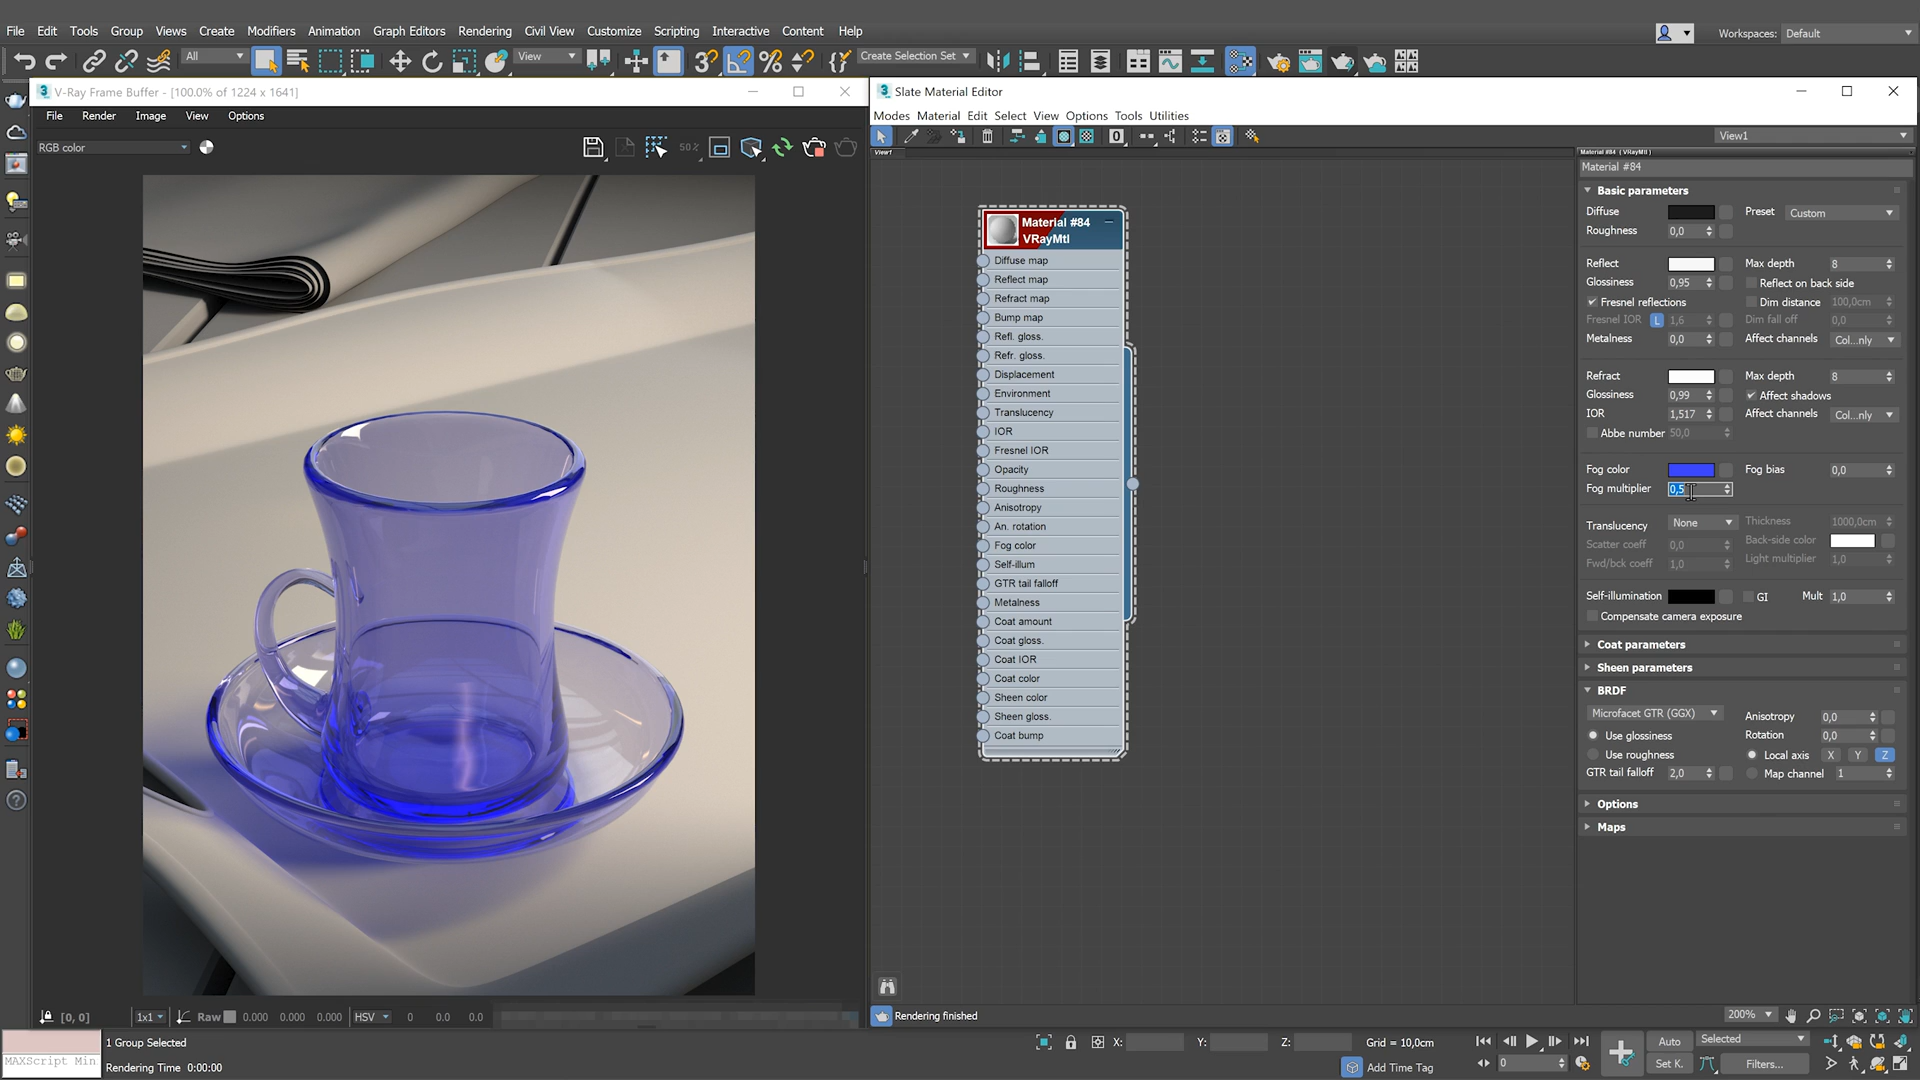 File Edit Tools Group Views Create Modifiers Animation Graph Editors Rendering Civil View Customize Scripting Interactive Content Help
Workspaces: Default
All View Create Selection Set
V-Ray Frame Buffer - [100.0% of 1224 x 1641]
File Render Image View Options
RGB color
50%
[0, 0] 1x1 Raw 0.000 0.000 0.000 HSV 0 0.0 0.0
Slate Material Editor
Modes Material Edit Select View Options Tools Utilities
View1
View1
Material #84
VRayMtl
Diffuse map
Reflect map
Refract map
Bump map
Refl. gloss.
Refr. gloss.
Displacement
Environment
Translucency
IOR
Fresnel IOR
Opacity
Roughness
Anisotropy
An. rotation
Fog color
Self-illum
GTR tail falloff
Metalness
Coat amount
Coat gloss.
Coat IOR
Coat color
Sheen color
Sheen gloss.
Coat bump
Material #84 ( VRayMtl )
Material #84
Basic parameters
Diffuse Preset Custom
Roughness 0,0
Reflect Max depth 8
Glossiness 0,95 Reflect on back side
Fresnel reflections Dim distance 100,0cm
Fresnel IOR L 1,6 Dim fall off 0,0
Metalness 0,0 Affect channels Col...nly
Refract Max depth 8
Glossiness 0,99 Affect shadows
IOR 1,517 Affect channels Col...nly
Abbe number 50,0
Fog color Fog bias 0,0
Fog multiplier 0,5
Translucency None Thickness 1000,0cm
Scatter coeff 0,0 Back-side color
Fwd/bck coeff 1,0 Light multiplier 1,0
Self-illumination GI Mult 1,0
Compensate camera exposure
Coat parameters
Sheen parameters
BRDF
Microfacet GTR (GGX) Anisotropy 0,0
Use glossiness Rotation 0,0
Use roughness Local axis X Y Z
GTR tail falloff 2,0 Map channel 1
Options
Maps
Rendering finished
200%
1 Group Selected
MAXScript Min
Rendering Time 0:00:00
X: Y: Z: Grid = 10,0cm
Add Time Tag
0
Auto Selected
Set K. Filters...